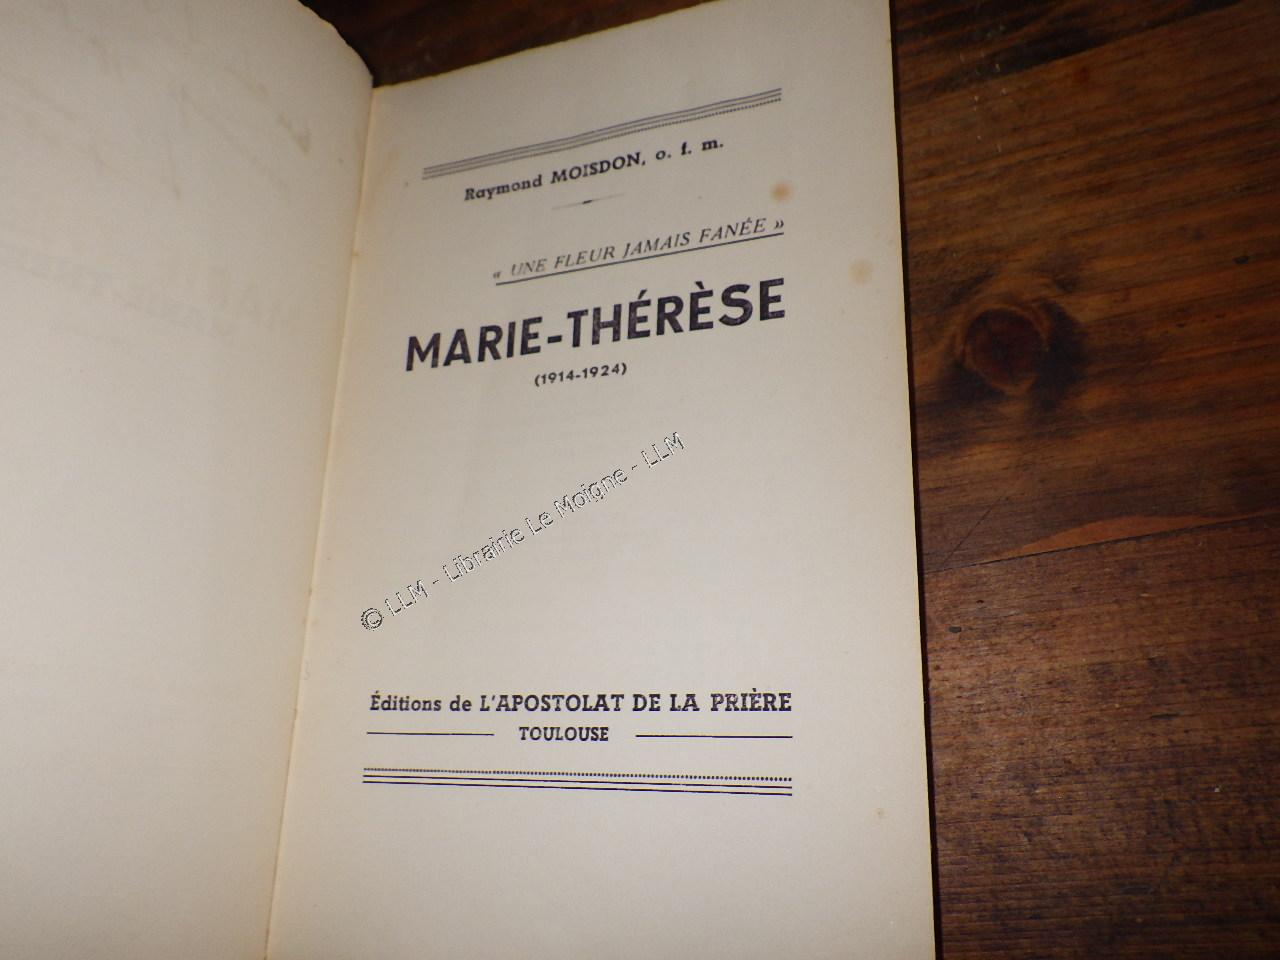 Raymond MOISDON, o. f. m.
« UNE FLEUR JAMAIS FANÉE »
MARIE-THÉRÈSE
(1914-1924)
© LLM - Librairie Le Moigne - LLM
Éditions de L'APOSTOLAT DE LA PRIÈRE
TOULOUSE